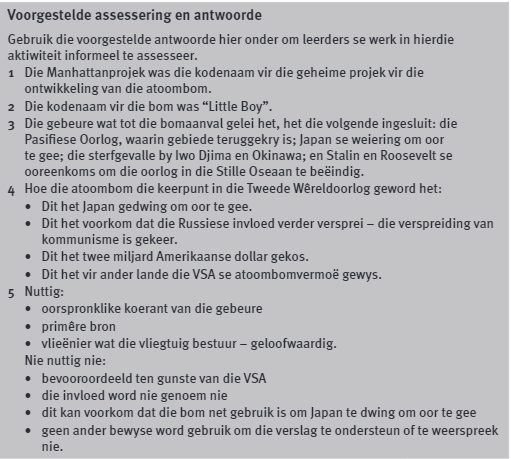 Voorgestelde assessering en antwoorde
Gebruik die voorgestelde antwoorde hier onder om leerders se werk in hierdie
aktiwiteit informeel te assesseer.
1 Die Manhattanprojek was die kodenaam vir die geheime projek vir die
ontwikkeling van die atoombom.
2 Die kodenaam vir die bom was “Little Boy”.
3 Die gebeure wat tot die bomaanval gelei het, het die volgende ingesluit: die
Pasifiese Oorlog, waarin gebiede teruggekry is; Japan se weiering om oor
te gee; die sterfgevalle by Iwo Djima en Okinawa; en Stalin en Roosevelt se
ooreenkoms om die oorlog in die Stille Oseaan te beëindig.
4 Hoe die atoombom die keerpunt in die Tweede Wêreldoorlog geword het:
• Dit het Japan gedwing om oor te gee.
• Dit het voorkom dat die Russiese invloed verder versprei – die verspreiding van
kommunisme is gekeer.
• Dit het twee miljard Amerikaanse dollar gekos.
• Dit het vir ander lande die VSA se atoombomvermoë gewys.
5 Nuttig:
• oorspronklike koerant van die gebeure
• primêre bron
• vlieënier wat die vliegtuig bestuur – geloofwaardig.
Nie nuttig nie:
• bevooroordeeld ten gunste van die VSA
• die invloed word nie genoem nie
• dit kan voorkom dat die bom net gebruik is om Japan te dwing om oor te gee
• geen ander bewyse word gebruik om die verslag te ondersteun of te weerspreek
nie.